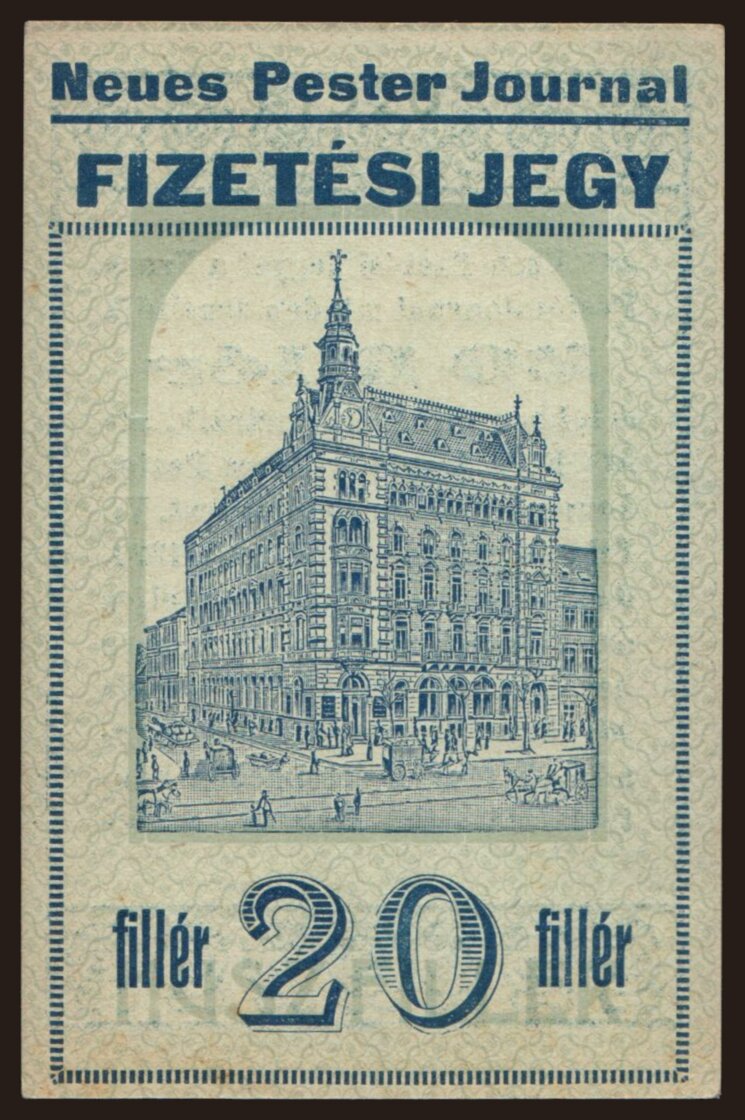 Neues Pester Journal
FIZETÉSI JEGY
fillér 20 fillér